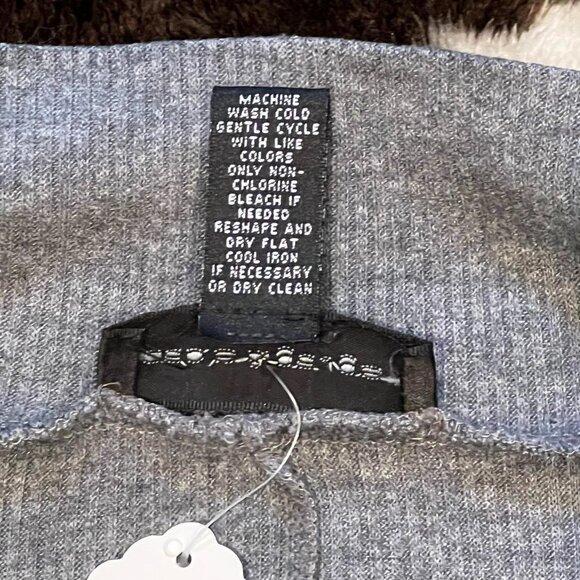 MACHINE
WASH COLD
GENTLE CYCLE
WITH LIKE
COLORS
ONLY NON-
CHLORINE
BLEACH IF
NEEDED
RESHAPE AND
DRY FLAT
COOL IRON
IF NECESSARY
OR DRY CLEAN